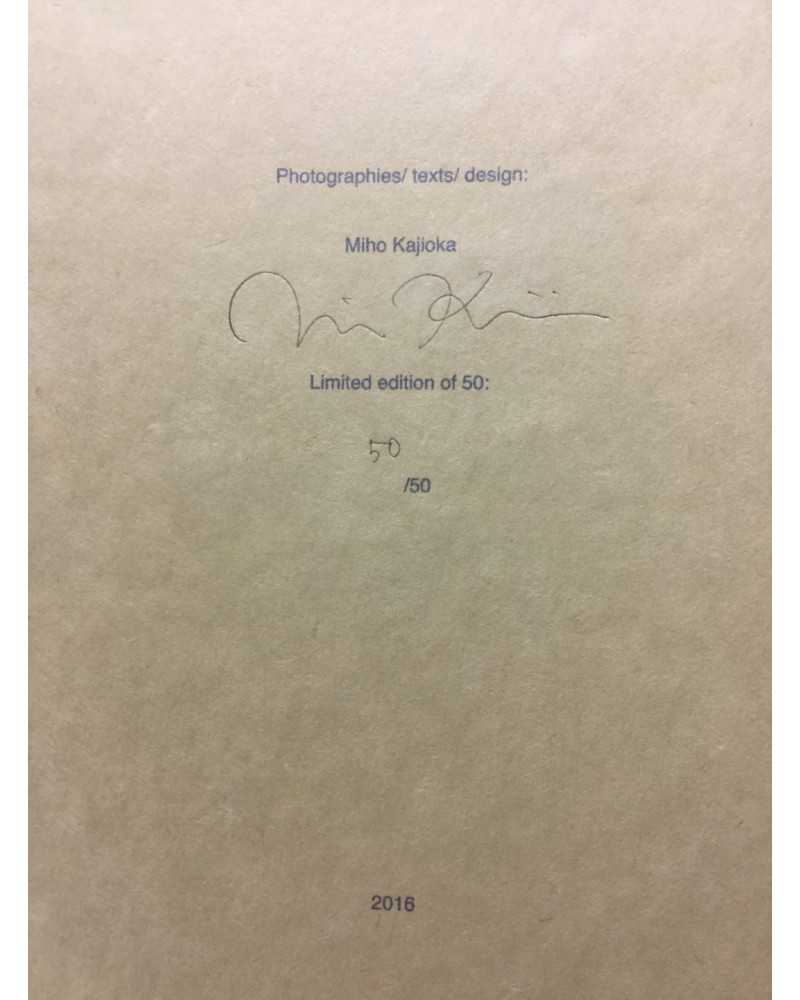 Photographies/ texts/ design:
Miho Kajioka
Limited edition of 50:
50
/50
2016